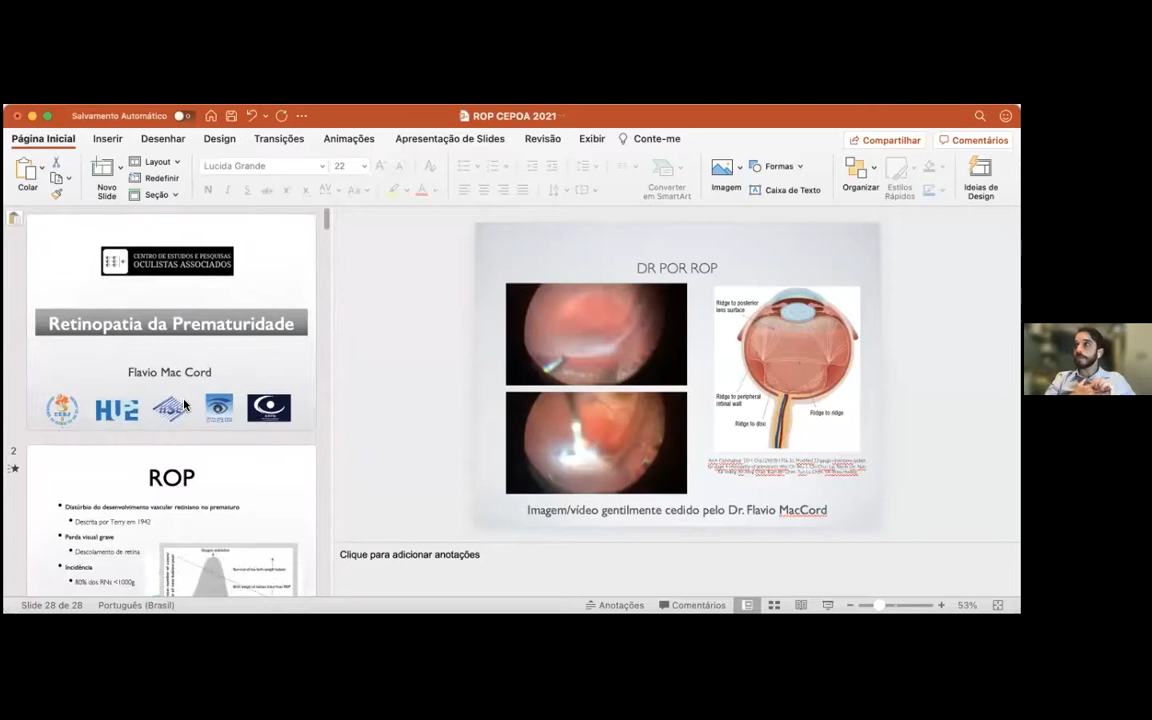 Salvamento Automático
ROP CEPOA 2021
Página Inicial
Inserir
Desenhar
Design
Transições
Animações
Apresentação de Slides
Revisão
Exibir
Conte-me
Compartilhar
Comentários
Colar
Novo
Slide
Layout
Redefinir
Seção
Lucida Grande
22
Converter
em SmartArt
Imagem
Formas
Caixa de Texto
Organizar
Estilos
Rápidos
Ideias de
Design
CENTRO DE ESTUDOS E PESQUISAS
OCULISTAS ASSOCIADOS
Retinopatia da Prematuridade
Flavio Mac Cord
2
ROP
Distúrbio do desenvolvimento vascular retiniano no prematuro
Descrita por Terry em 1942
Perda visual grave
Descolamento de retina
Incidência
80% dos RNs <1000g
DR POR ROP
Ridge to posterior
lens surface
Ridge to peripheral
retinal wall
Ridge to disc
Ridge to ridge
Imagem/vídeo gentilmente cedido pelo Dr. Flavio MacCord
Clique para adicionar anotações
Slide 28 de 28
Português (Brasil)
Anotações
Comentários
53%